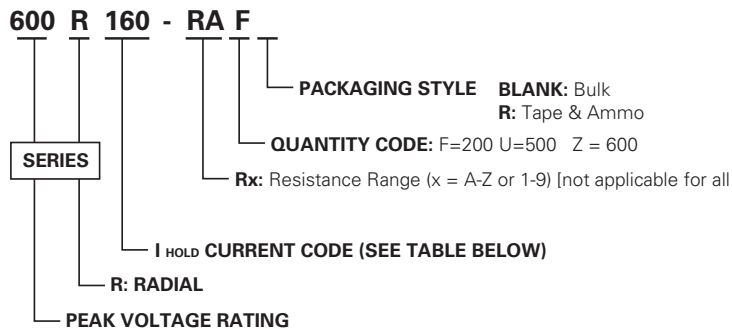 600 R 160 - RA F
PACKAGING STYLE BLANK: Bulk
R: Tape & Ammo
QUANTITY CODE: F=200 U=500 Z = 600
SERIES
Rx: Resistance Range (x = A-Z or 1-9) [not applicable for all
I HOLD CURRENT CODE (SEE TABLE BELOW)
R: RADIAL
PEAK VOLTAGE RATING